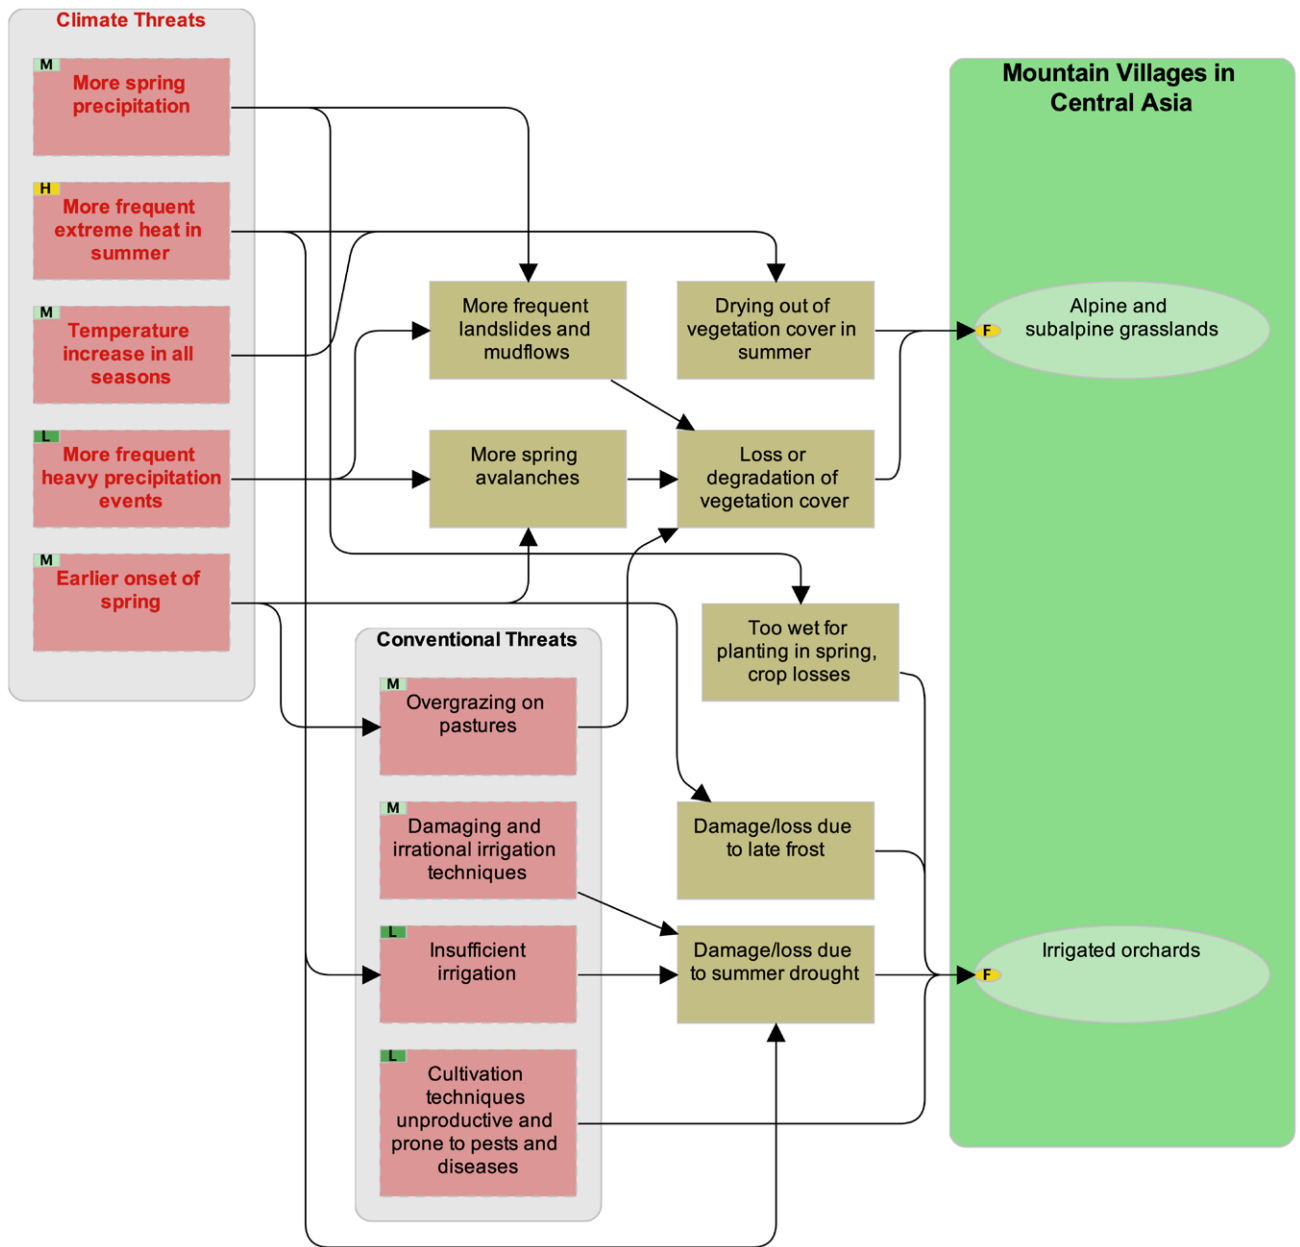 Climate Threats
M
More spring
precipitation
H
More frequent
extreme heat in
summer
M
Temperature
increase in all
seasons
L
More frequent
heavy precipitation
events
M
Earlier onset of
spring
Conventional Threats
M
Overgrazing on
pastures
M
Damaging and
irrational irrigation
techniques
L
Insufficient
irrigation
L
Cultivation
techniques
unproductive and
prone to pests and
diseases
More frequent
landslides and
mudflows
More spring
avalanches
Drying out of
vegetation cover in
summer
Loss or
degradation of
vegetation cover
Too wet for
planting in spring,
crop losses
Damage/loss due
to late frost
Damage/loss due
to summer drought
Mountain Villages in
Central Asia
F
Alpine and
subalpine grasslands
F
Irrigated orchards